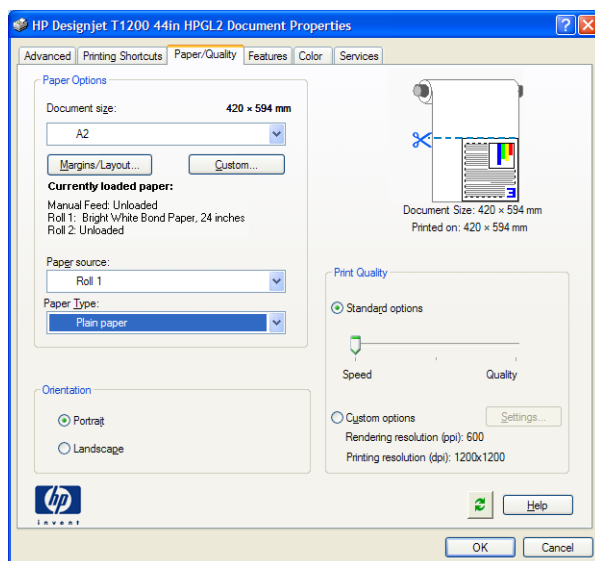 HP Designjet T1200 44in HPGL2 Document Properties
Advanced Printing Shortcuts Paper/Quality Features Color Services
Paper Options
Document size: 420 × 594 mm
A2
Margins/Layout... Custom...
Currently loaded paper:
Manual Feed: Unloaded
Roll 1: Bright White Bond Paper, 24 inches
Roll 2: Unloaded
Paper source:
Roll 1
Paper Type:
Plain paper
Orientation
Portrait
Landscape
3
Document Size: 420 × 594 mm
Printed on: 420 × 594 mm
Print Quality
Standard options
Speed Quality
Custom options Settings...
Rendering resolution (ppi): 600
Printing resolution (dpi): 1200x1200
hp
invent
Help
OK Cancel